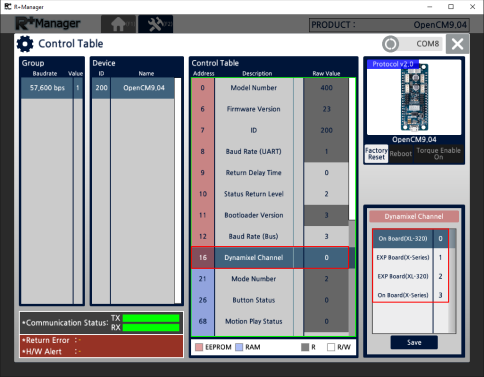 R+Manager
R+Manager
PRODUCT :
OpenCM9.04
Control Table
COM8
Group
Baudrate Value
57,600 bps 1
Device
ID Name
200 OpenCM9.04
Control Table
Address Description Raw Value
0 Model Number 400
6 Firmware Version 23
7 ID 200
8 Baud Rate (UART) 1
9 Return Delay Time 0
10 Status Return Level 2
11 Bootloader Version 3
12 Baud Rate (Bus) 3
16 Dynamixel Channel 0
21 Mode Number 2
26 Button Status 0
68 Motion Play Status 0
EEPROM RAM R R/W
Protocol v2.0
OpenCM9.04
Factory Reset
Reboot
Torque Enable
On
Dynamixel Channel
On Board(XL-320) 0
EXP Board(X-Series) 1
EXP Board(XL-320) 2
On Board(X-Series) 3
Save
*Communication Status:
TX
RX
*Return Error : -
*H/W Alert : -